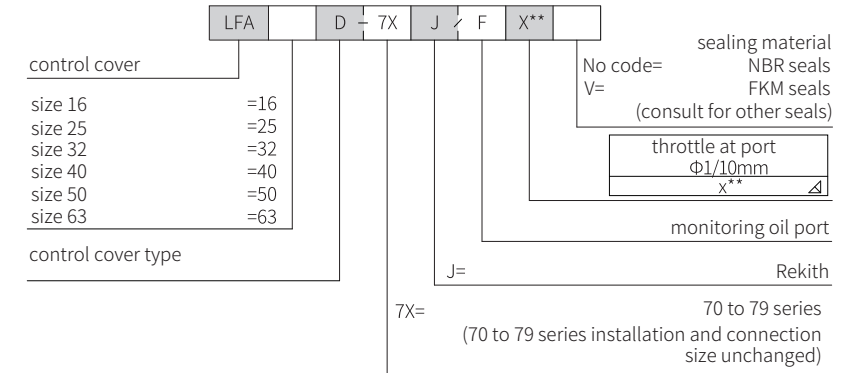 LFA D – 7X J / F X**
sealing material
No code= NBR seals
V= FKM seals
(consult for other seals)
control cover
size 16 =16
size 25 =25
size 32 =32
size 40 =40
size 50 =50
size 63 =63
throttle at port
Φ1/10mm
x**
monitoring oil port
control cover type
J= Rekith
7X= 70 to 79 series
(70 to 79 series installation and connection
size unchanged)